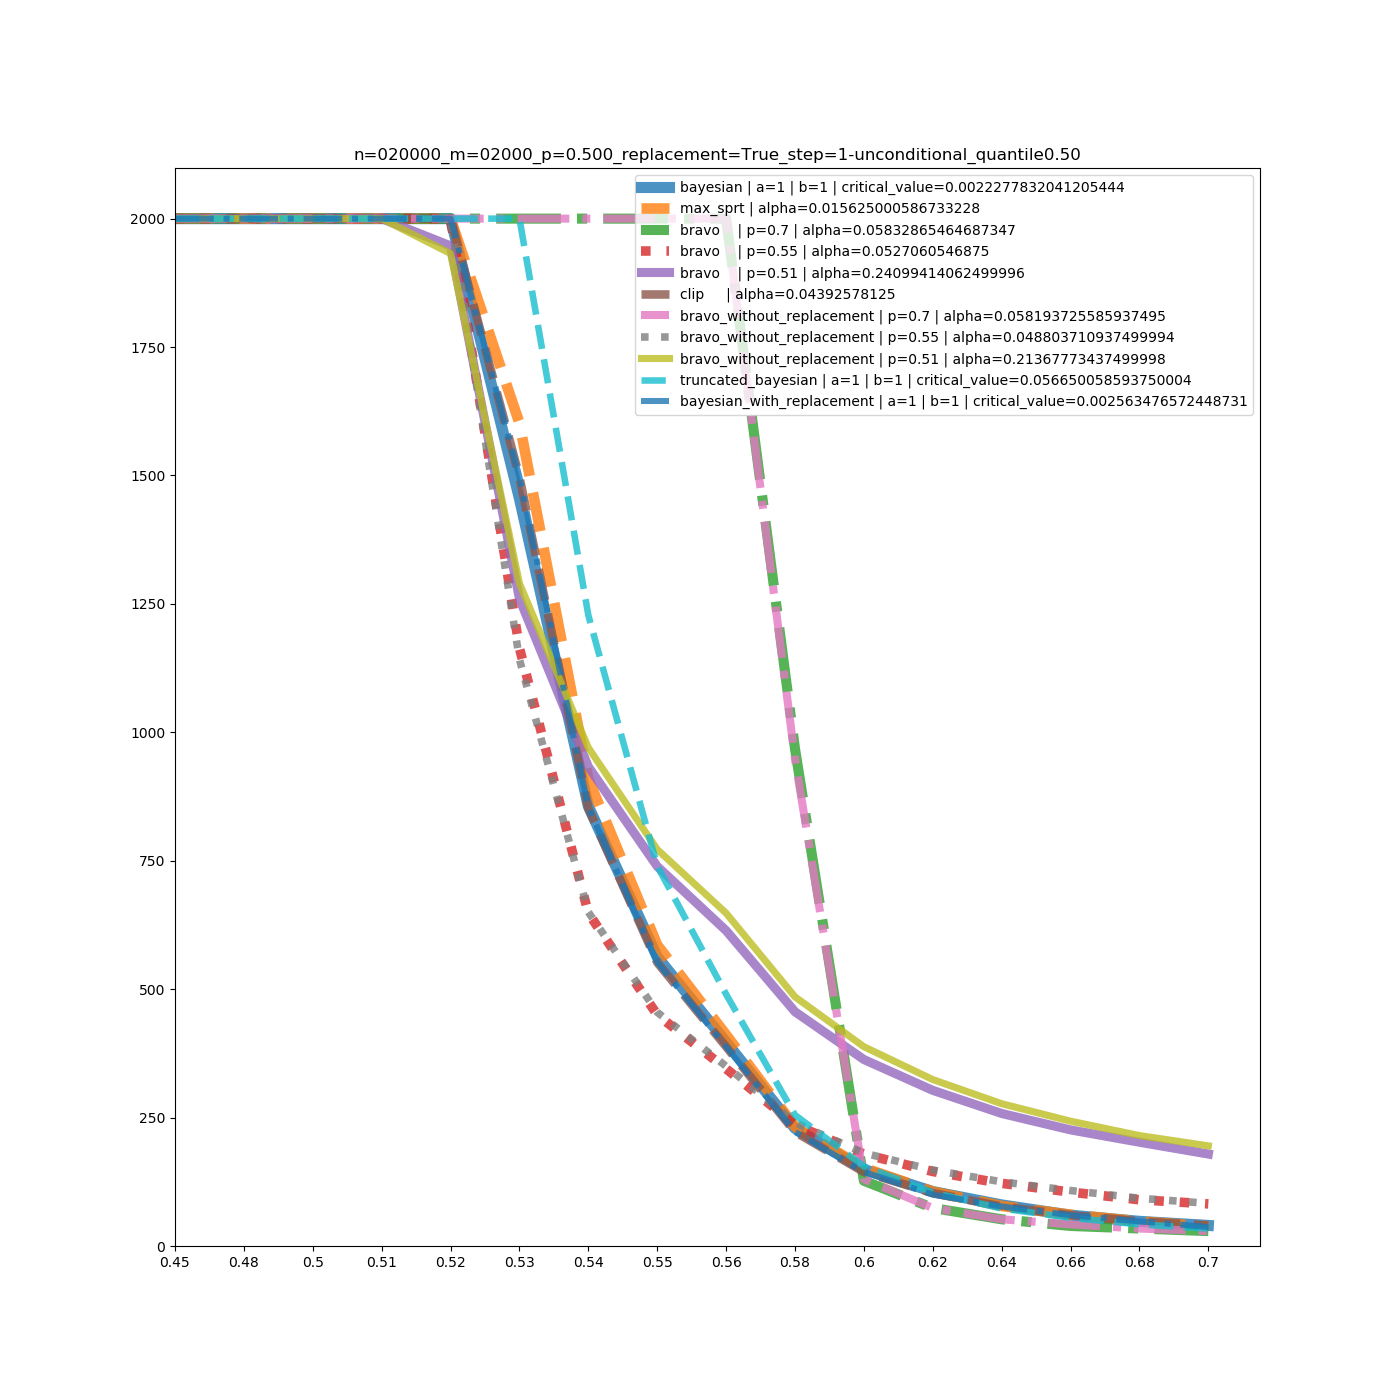 n=020000_m=02000_p=0.500_replacement=True_step=1-unconditional_quantile0.50
bayesian | a=1 | b=1 | critical_value=0.0022277832041205444
max_sprt | alpha=0.015625000586733228
bravo    | p=0.7 | alpha=0.05832865464687347
bravo    | p=0.55 | alpha=0.0527060546875
bravo    | p=0.51 | alpha=0.24099414062499996
clip     | alpha=0.04392578125
bravo_without_replacement | p=0.7 | alpha=0.058193725585937495
bravo_without_replacement | p=0.55 | alpha=0.048803710937499994
bravo_without_replacement | p=0.51 | alpha=0.21367773437499998
truncated_bayesian | a=1 | b=1 | critical_value=0.056650058593750004
bayesian_with_replacement | a=1 | b=1 | critical_value=0.002563476572448731
2000
1750
1500
1250
1000
750
500
250
0
0.45 0.48 0.5 0.51 0.52 0.53 0.54 0.55 0.56 0.58 0.6 0.62 0.64 0.66 0.68 0.7